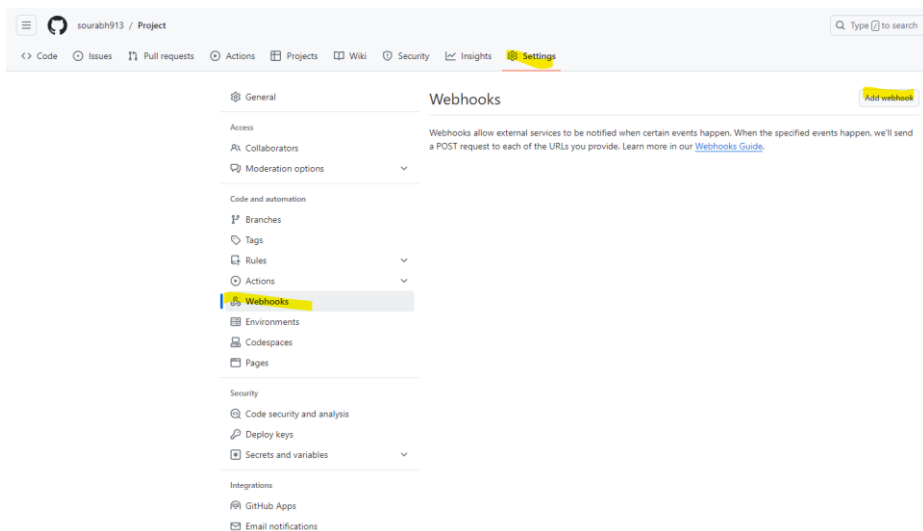 sourabh913 / Project
Type / to search
Code Issues Pull requests Actions Projects Wiki Security Insights Settings
General
Access
Collaborators
Moderation options
Code and automation
Branches
Tags
Rules
Actions
Webhooks
Environments
Codespaces
Pages
Security
Code security and analysis
Deploy keys
Secrets and variables
Integrations
GitHub Apps
Email notifications
Webhooks
Add webhook
Webhooks allow external services to be notified when certain events happen. When the specified events happen, we'll send
a POST request to each of the URLs you provide. Learn more in our Webhooks Guide.